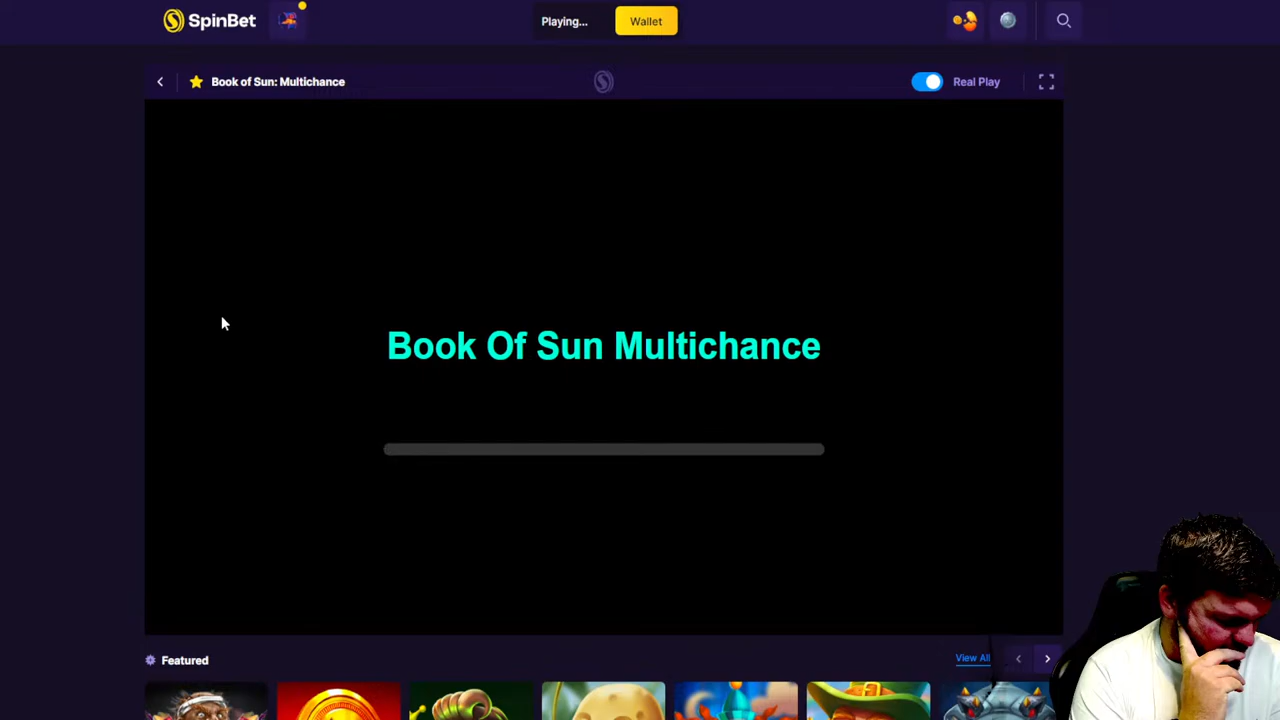 SpinBet
Playing...
Wallet
Book of Sun: Multichance
Real Play
Book Of Sun Multichance
Featured
View All